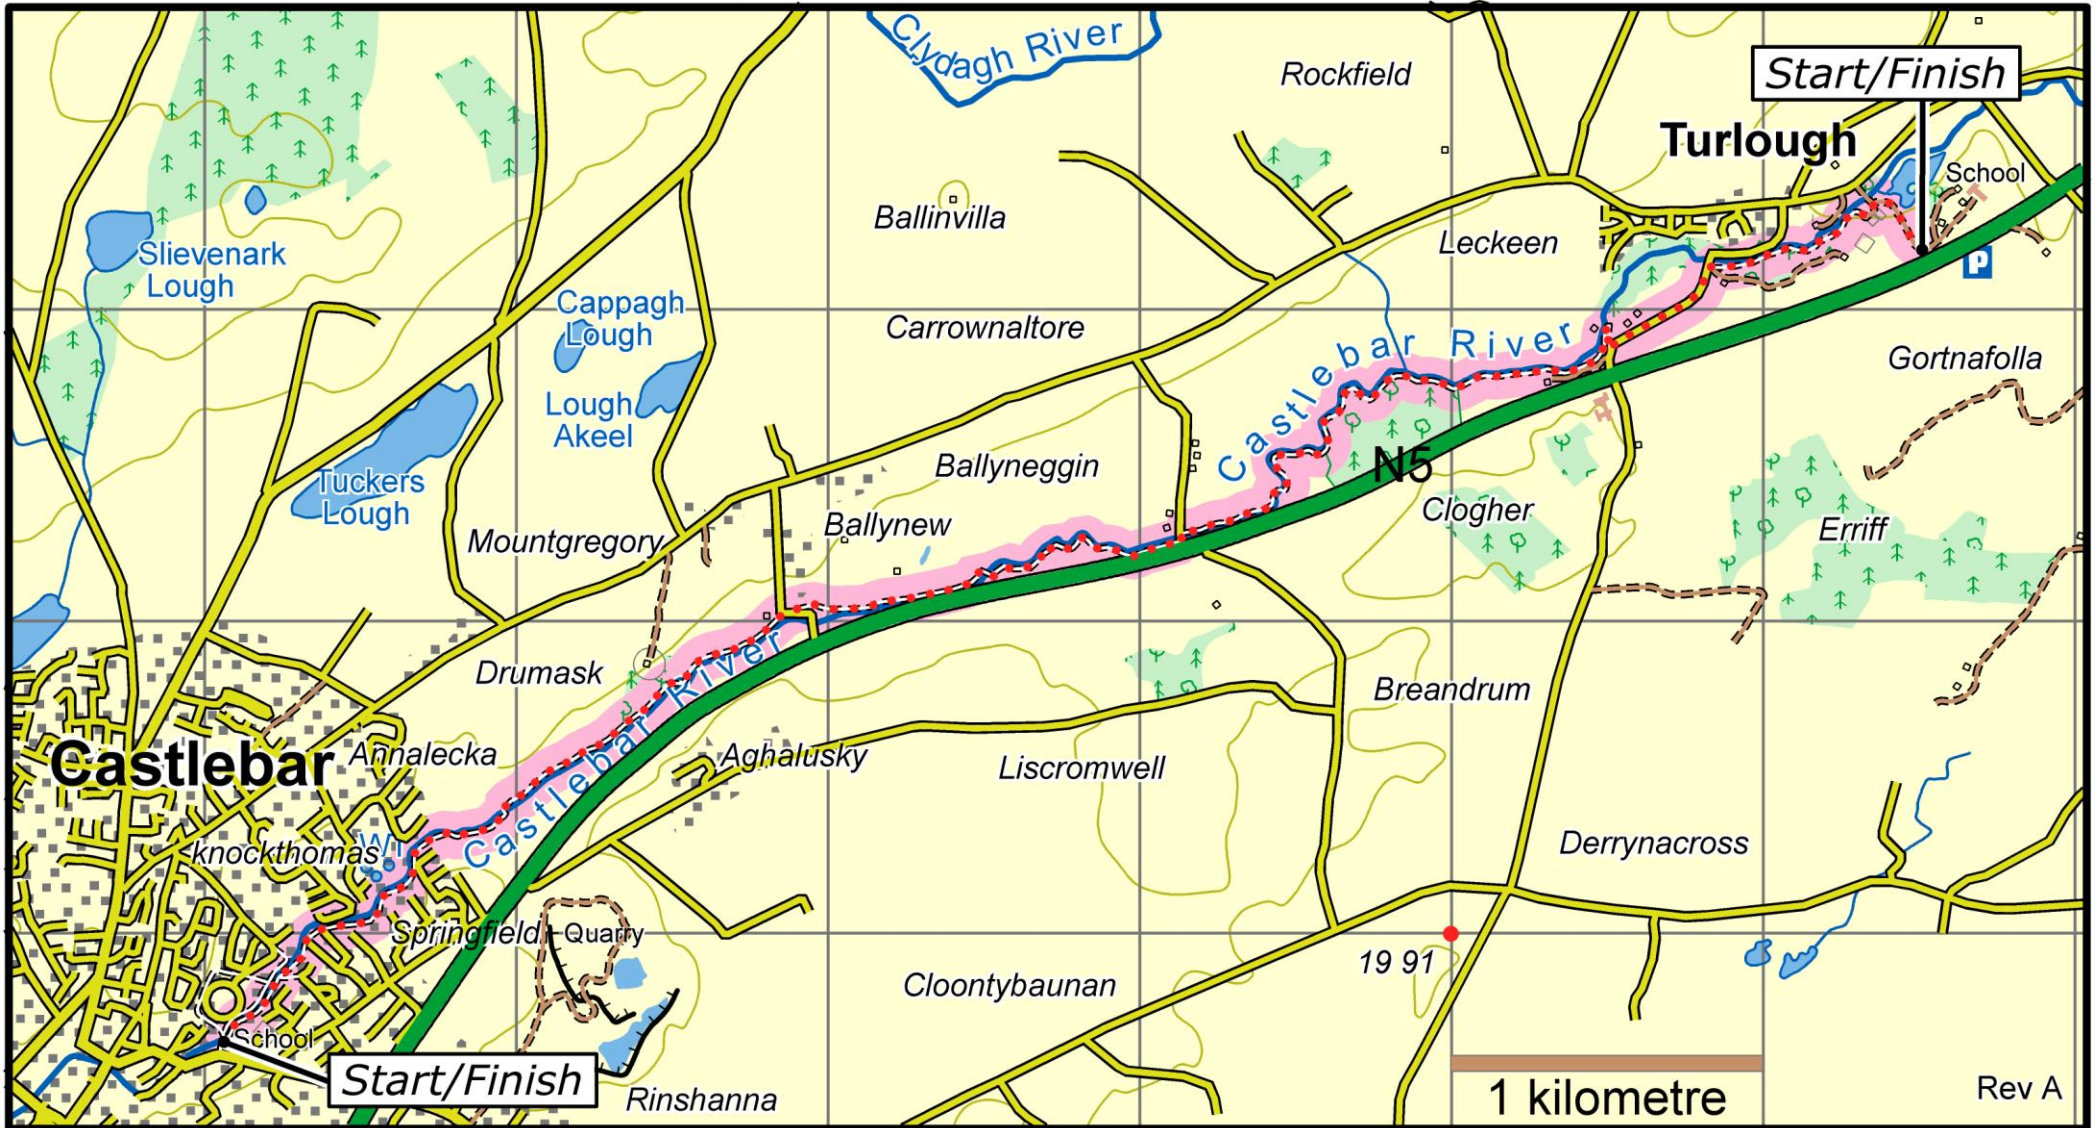 Clydagh River
Rockfield
Start/Finish
Turlough
School
Ballinvilla
Leckeen
Slievenark
Lough
P
Cappagh
Lough
Carrownaltore
Castlebar River
Gortnafolla
Lough
Akeel
Tuckers
Lough
Ballyneggin
N5
Clogher
Erriff
Mountgregory
Ballynew
Drumask
Castlebar River
Breandrum
Castlebar
Annalecka
Aghalusky
Liscromwell
knockthomas
Derrynacross
Springfield
Quarry
19 91
Cloontybaunan
School
Start/Finish
Rinshanna
1 kilometre
Rev A